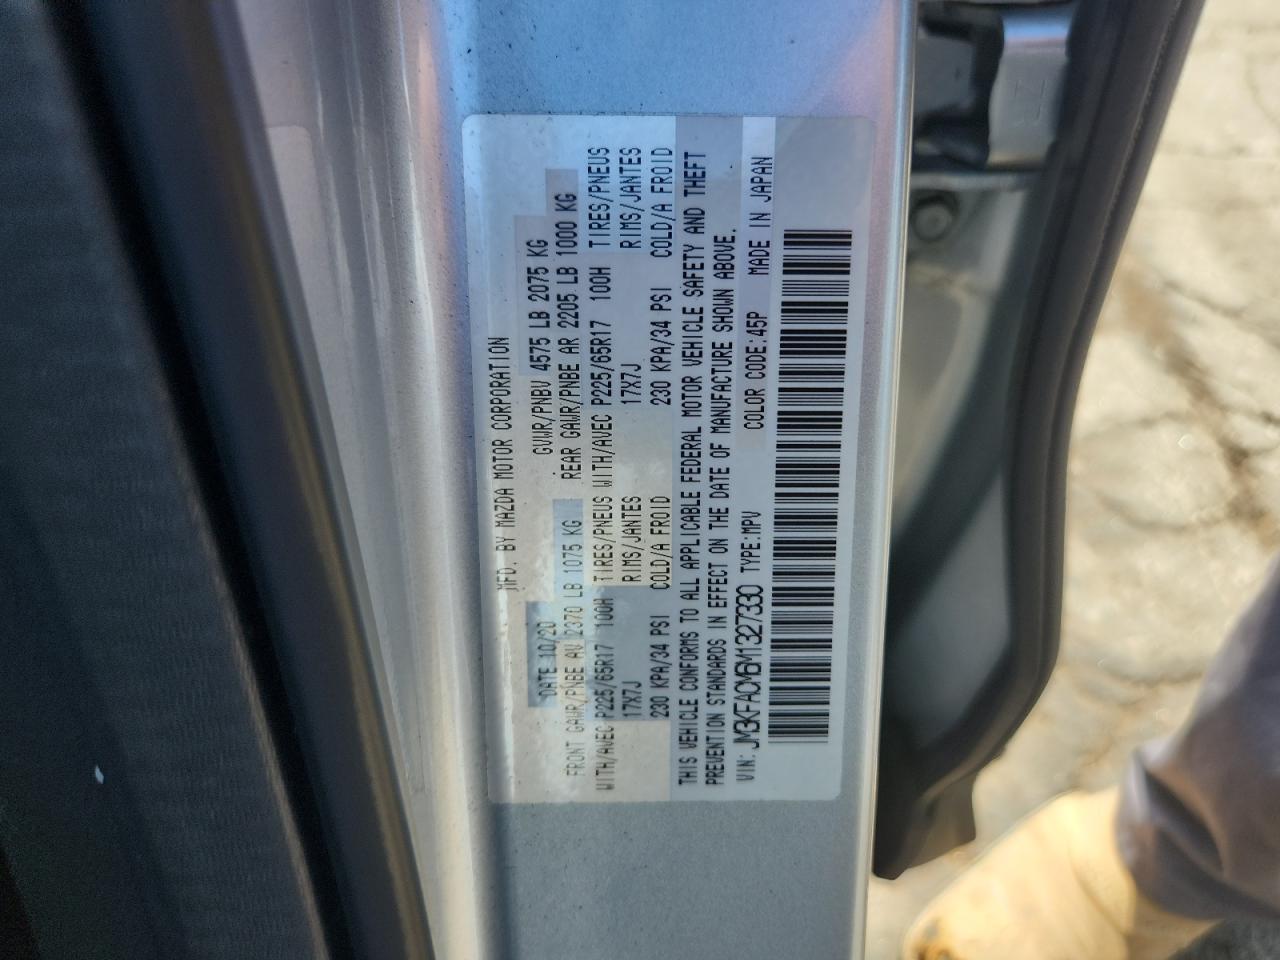 MFD. BY MAZDA MOTOR CORPORATION
DATE 10/20 GVWR/PNBV 4575 LB 2075 KG
FRONT GAWR/PNBE AV 2370 LB 1075 KG REAR GAWR/PNBE AR 2205 LB 1000 KG
WITH/AVEC P225/65R17 100H TIRES/PNEUS WITH/AVEC P225/65R17 100H TIRES/PNEUS
17X7J RIMS/JANTES 17X7J RIMS/JANTES
230 KPA/34 PSI COLD/A FROID 230 KPA/34 PSI COLD/A FROID
THIS VEHICLE CONFORMS TO ALL APPLICABLE FEDERAL MOTOR VEHICLE SAFETY AND THEFT
PREVENTION STANDARDS IN EFFECT ON THE DATE OF MANUFACTURE SHOWN ABOVE.
VIN: JM3KFACM6M1327330 TYPE:MPV COLOR CODE:45P MADE IN JAPAN